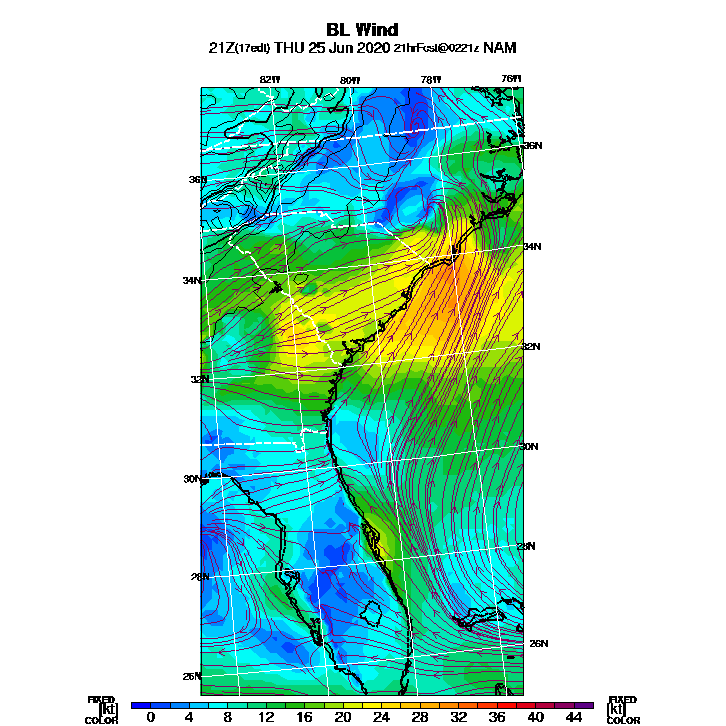 BL Wind
21Z(17edt) THU 25 Jun 2020 21hrFcst@0221z NAM
82W 80W 78W 76W
36N 36N
34N 34N
32N 32N
30N 30N
28N 28N
26N 26N
FIXED FIXED
[kt] 0 4 8 12 16 20 24 28 32 36 40 44 [kt]
COLOR COLOR